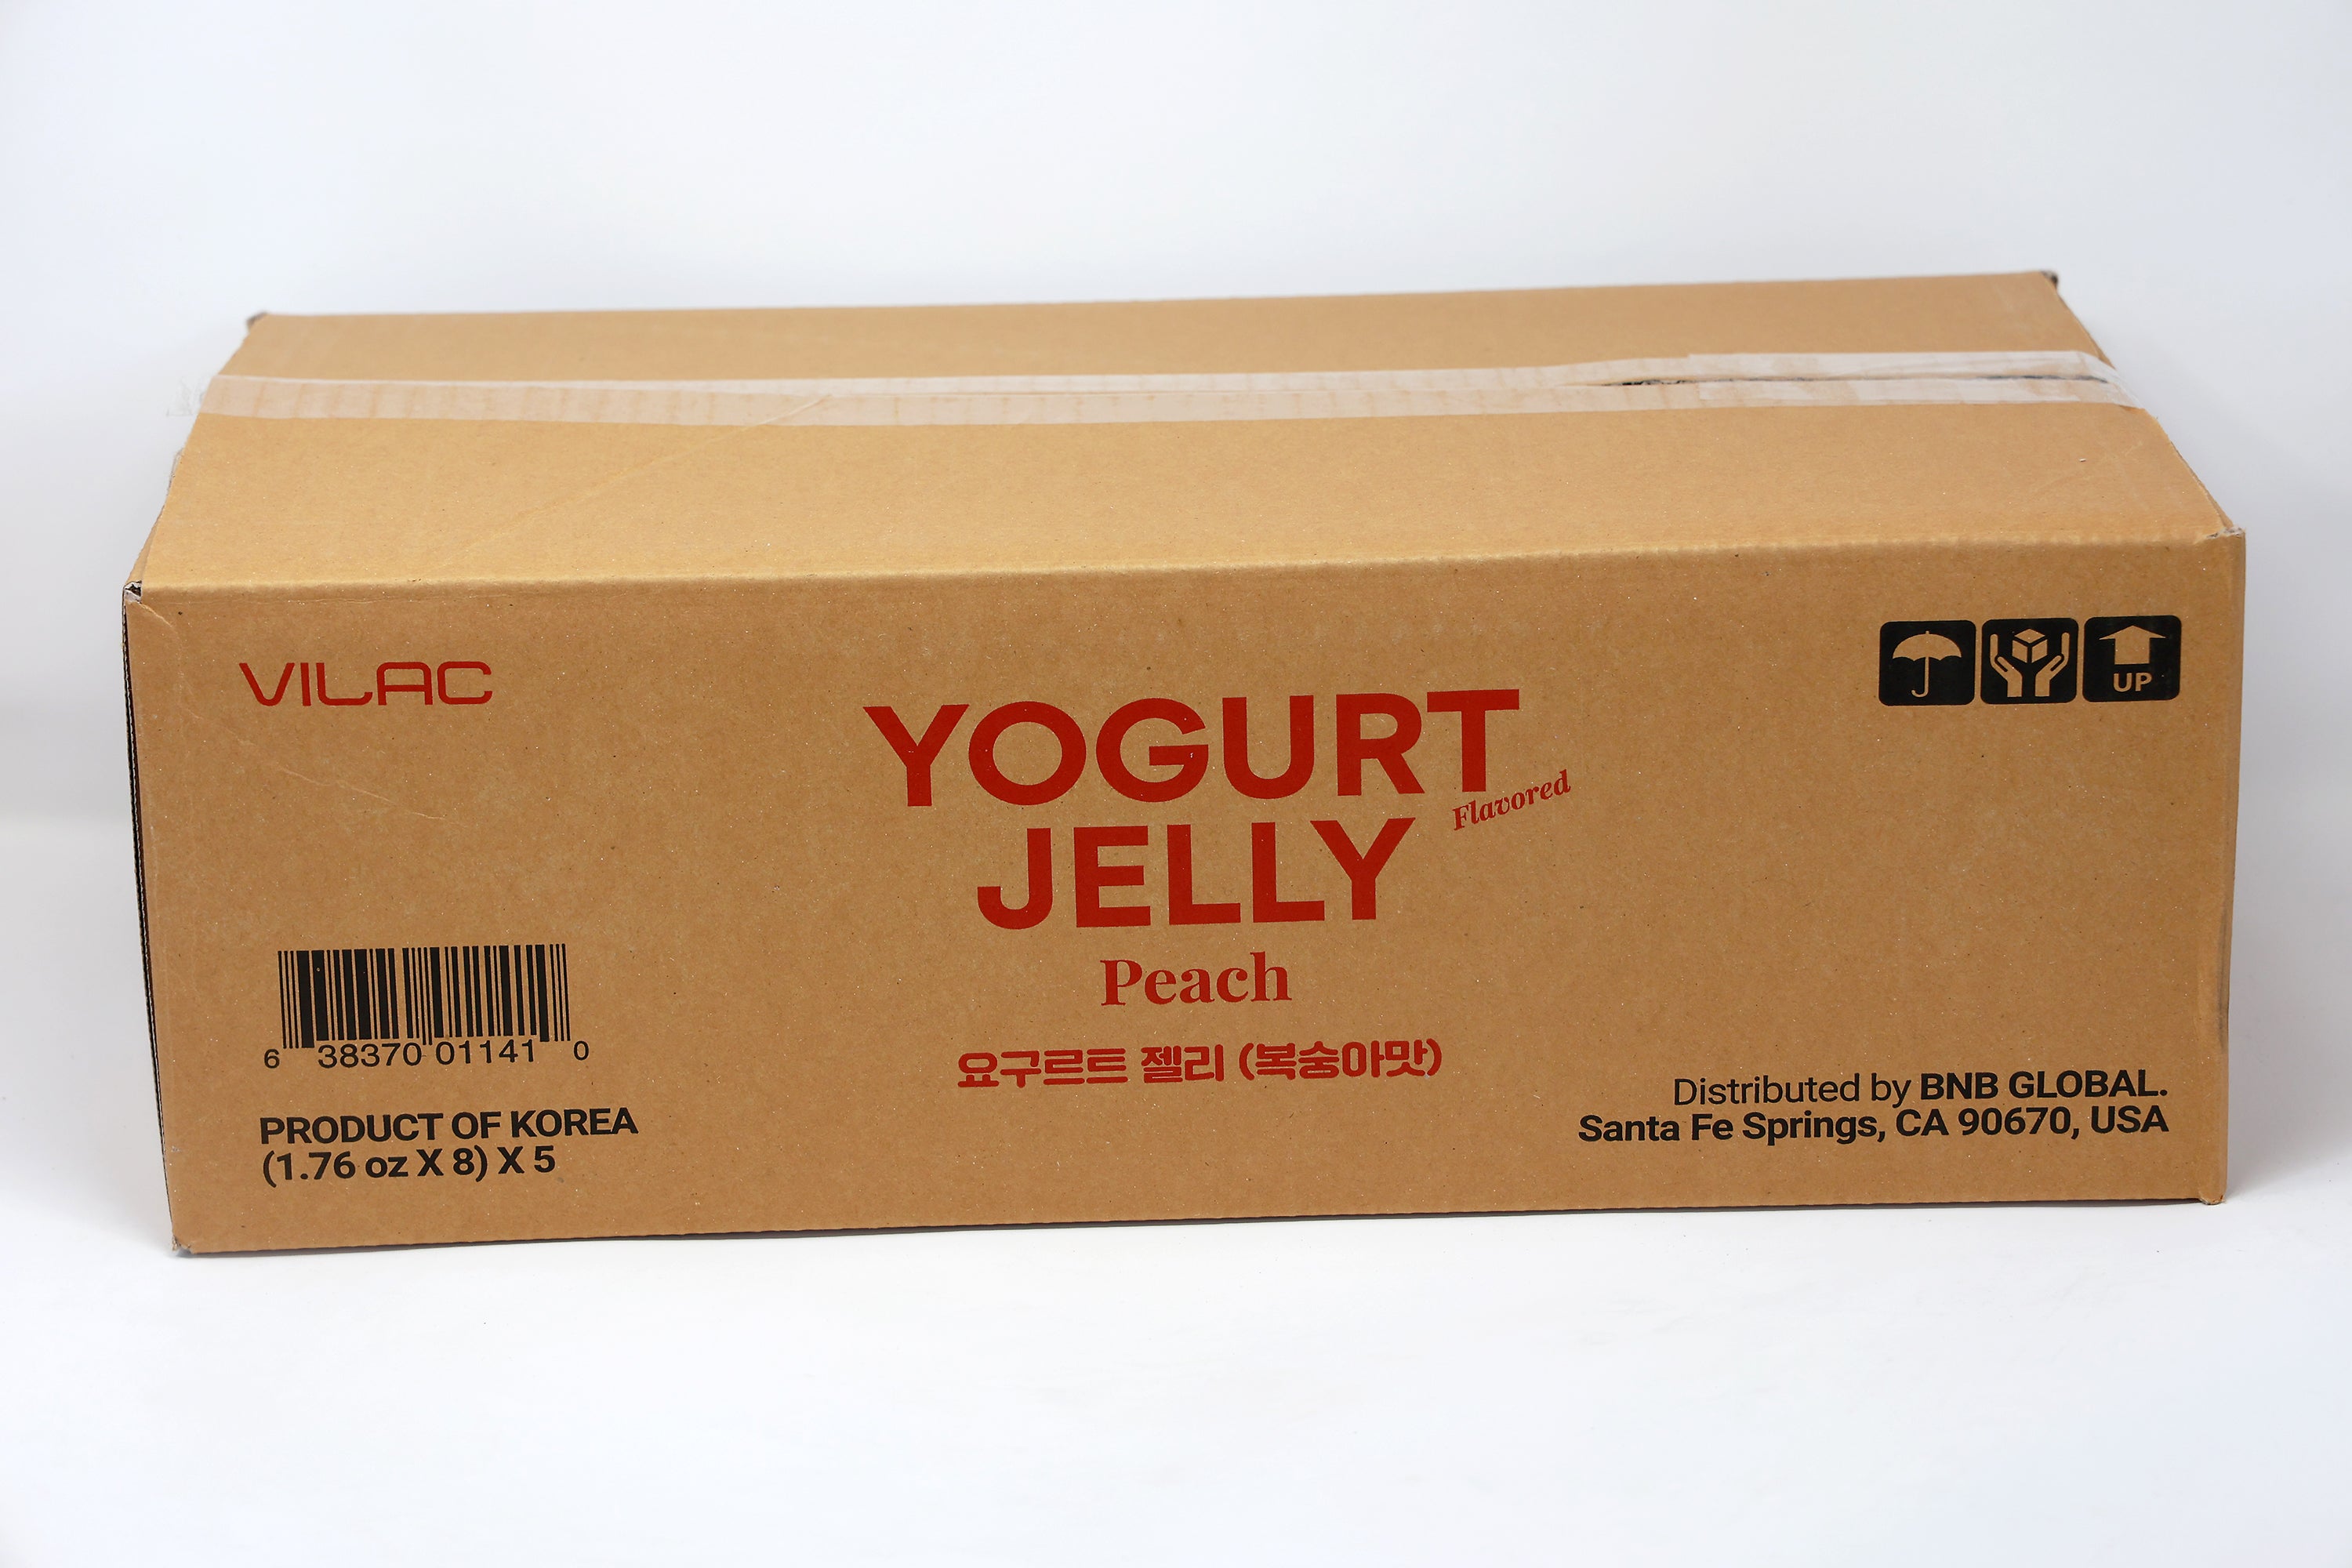 VILAC
UP
YOGURT
Flavored
JELLY
Peach
요구르트 젤리 (복숭아맛)
6 38370 01141 0
PRODUCT OF KOREA
(1.76 oz X 8) X 5
Distributed by BNB GLOBAL.
Santa Fe Springs, CA 90670, USA